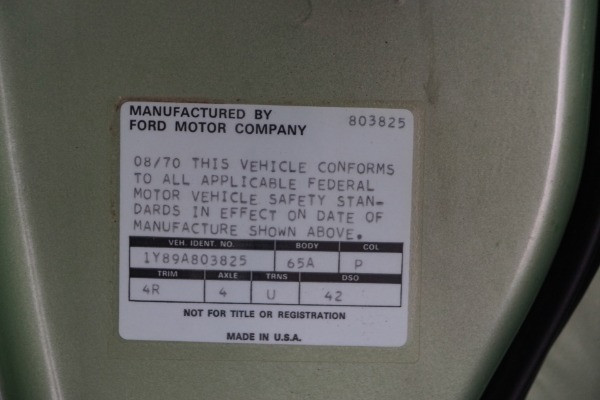 MANUFACTURED BY 803825
FORD MOTOR COMPANY
08/70 THIS VEHICLE CONFORMS
TO ALL APPLICABLE FEDERAL
MOTOR VEHICLE SAFETY STAN-
DARDS IN EFFECT ON DATE OF
MANUFACTURE SHOWN ABOVE.
VEH. IDENT. NO. BODY COL
1Y89A803825 65A P
TRIM AXLE TRNS DSO
4R 4 U 42
NOT FOR TITLE OR REGISTRATION
MADE IN U.S.A.